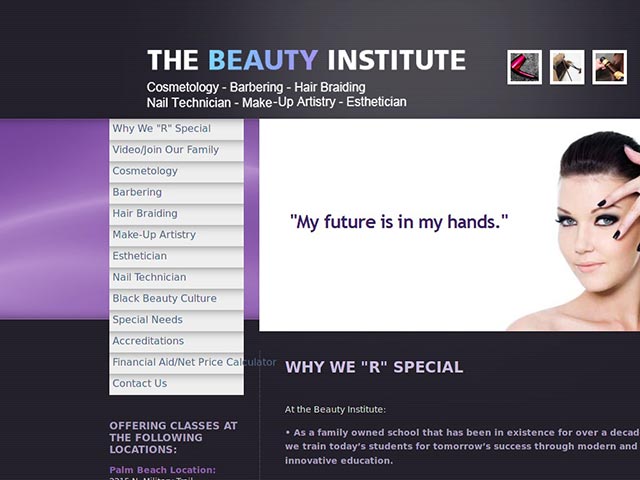 THE BEAUTY INSTITUTE
Cosmetology - Barbering - Hair Braiding
Nail Technician - Make-Up Artistry - Esthetician
Why We "R" Special
Video/Join Our Family
Cosmetology
Barbering
Hair Braiding
Make-Up Artistry
Esthetician
Nail Technician
Black Beauty Culture
Special Needs
Accreditations
Financial Aid/Net Price Calculator
Contact Us
OFFERING CLASSES AT
THE FOLLOWING
LOCATIONS:
Palm Beach Location:
"My future is in my hands."
WHY WE "R" SPECIAL
At the Beauty Institute:
• As a family owned school that has been in existence for over a decad
we train today's students for tomorrow's success through modern and
innovative education.